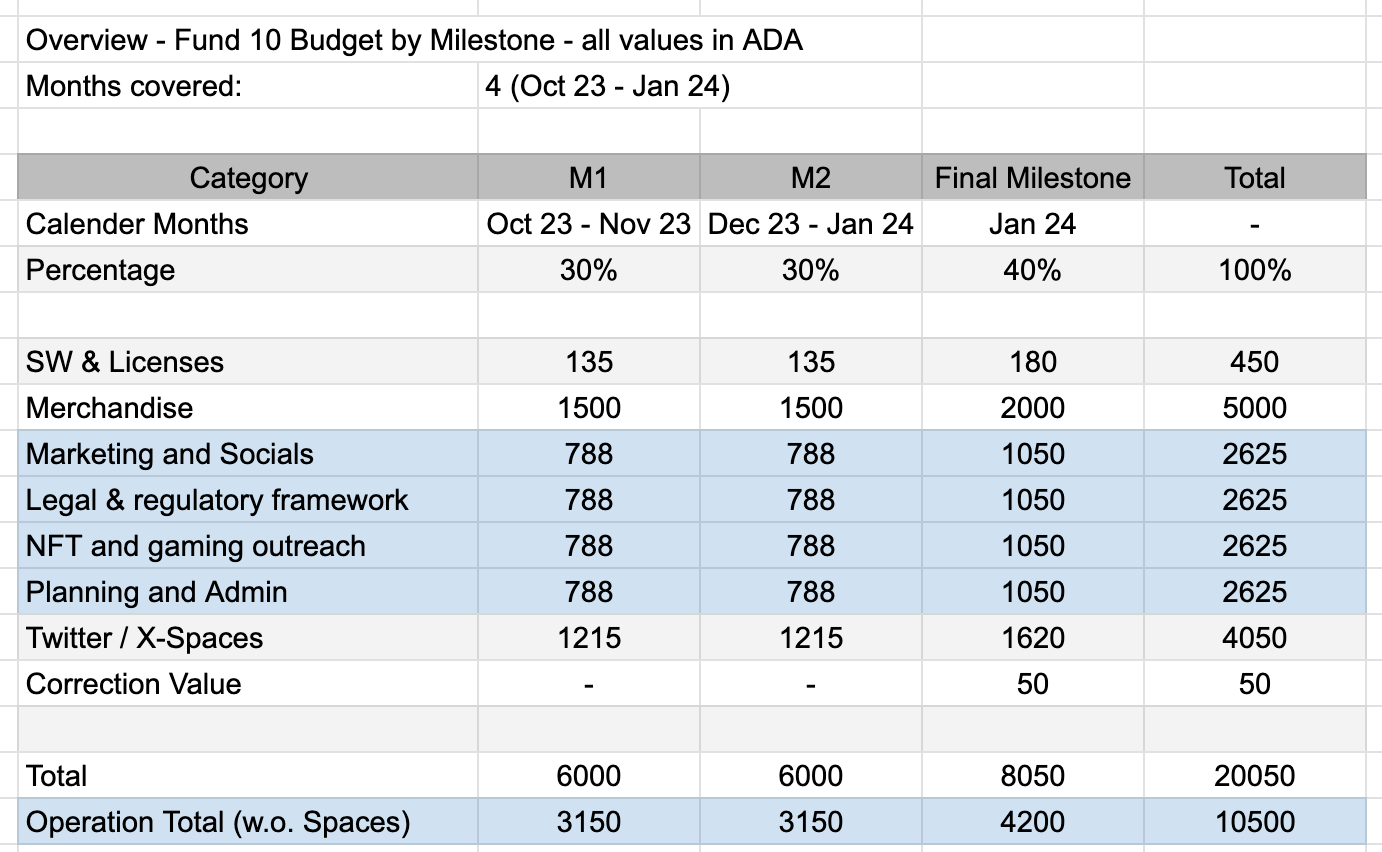 Overview - Fund 10 Budget by Milestone - all values in ADA
Months covered: 4 (Oct 23 - Jan 24)
Category M1 M2 Final Milestone Total
Calender Months Oct 23 - Nov 23 Dec 23 - Jan 24 Jan 24 -
Percentage 30% 30% 40% 100%
SW & Licenses 135 135 180 450
Merchandise 1500 1500 2000 5000
Marketing and Socials 788 788 1050 2625
Legal & regulatory framework 788 788 1050 2625
NFT and gaming outreach 788 788 1050 2625
Planning and Admin 788 788 1050 2625
Twitter / X-Spaces 1215 1215 1620 4050
Correction Value - - 50 50
Total 6000 6000 8050 20050
Operation Total (w.o. Spaces) 3150 3150 4200 10500